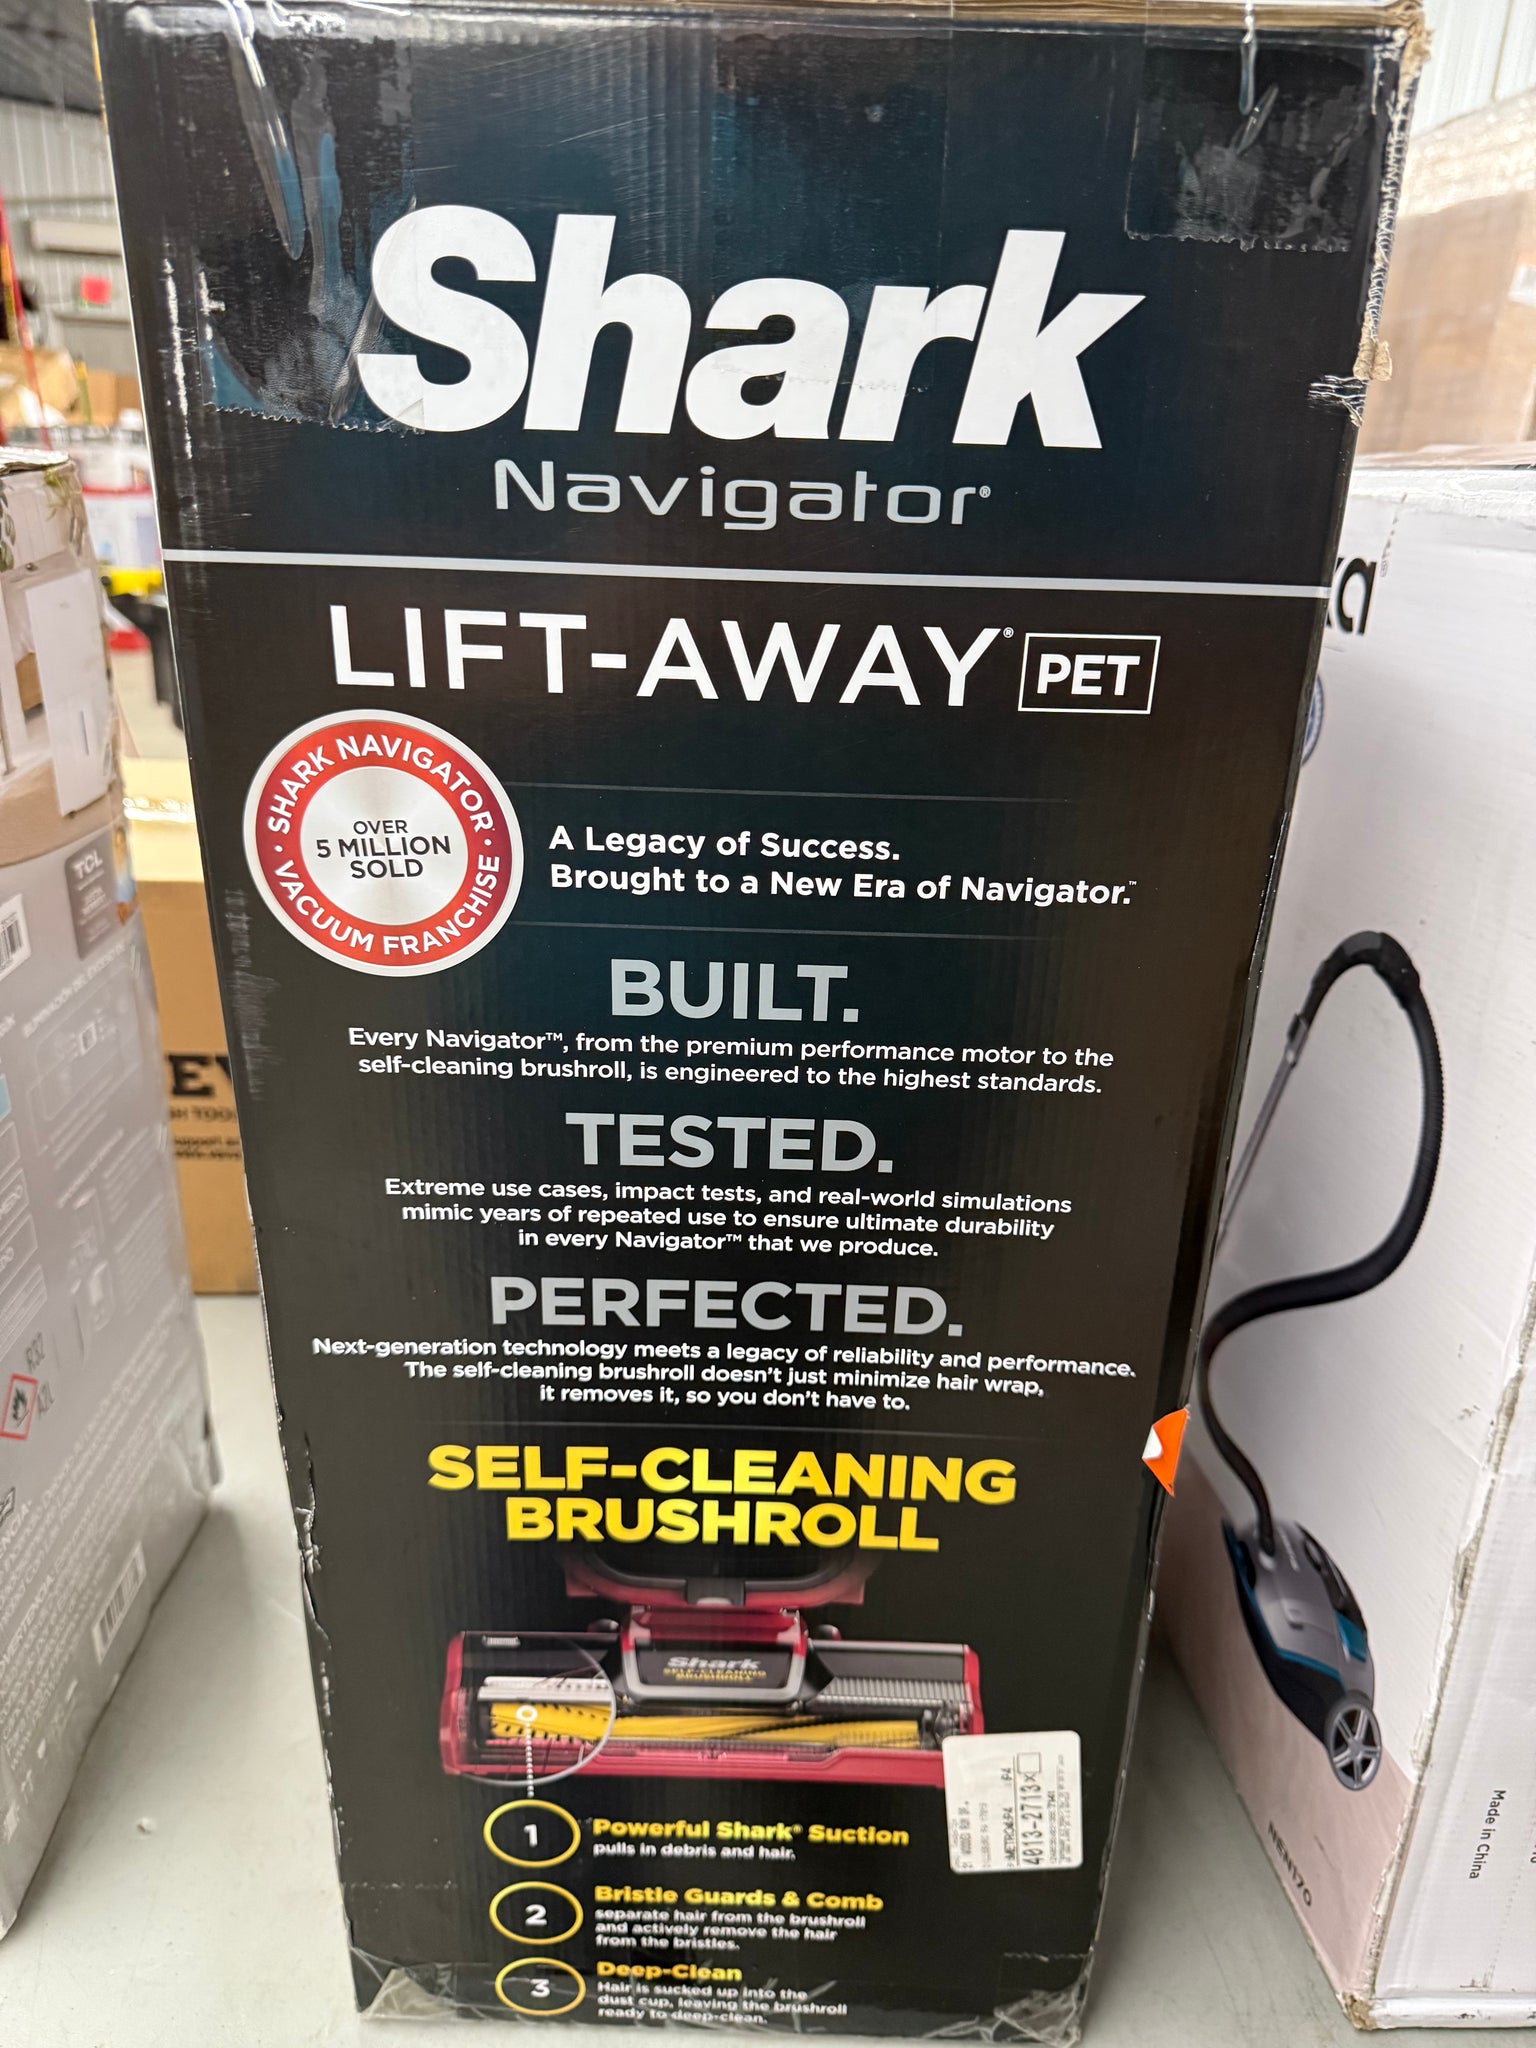 Shark
Navigator®
LIFT-AWAY® PET
SHARK NAVIGATOR®
VACUUM FRANCHISE
OVER
5 MILLION
SOLD
A Legacy of Success.
Brought to a New Era of Navigator.™
BUILT.
Every Navigator™, from the premium performance motor to the
self-cleaning brushroll, is engineered to the highest standards.
TESTED.
Extreme use cases, impact tests, and real-world simulations
mimic years of repeated use to ensure ultimate durability
in every Navigator™ that we produce.
PERFECTED.
Next-generation technology meets a legacy of reliability and performance.
The self-cleaning brushroll doesn't just minimize hair wrap,
it removes it, so you don't have to.
SELF-CLEANING
BRUSHROLL
Shark
SELF-CLEANING
BRUSHROLL
1
Powerful Shark® Suction
pulls in debris and hair.
2
Bristle Guards & Comb
separate hair from the brushroll
and actively remove the hair
from the bristles.
3
Deep-Clean
Hair is sucked up into the
dust cup, leaving the brushroll
ready to deep-clean.
4013-2713X
TCL
R32
Made in China
NEN170